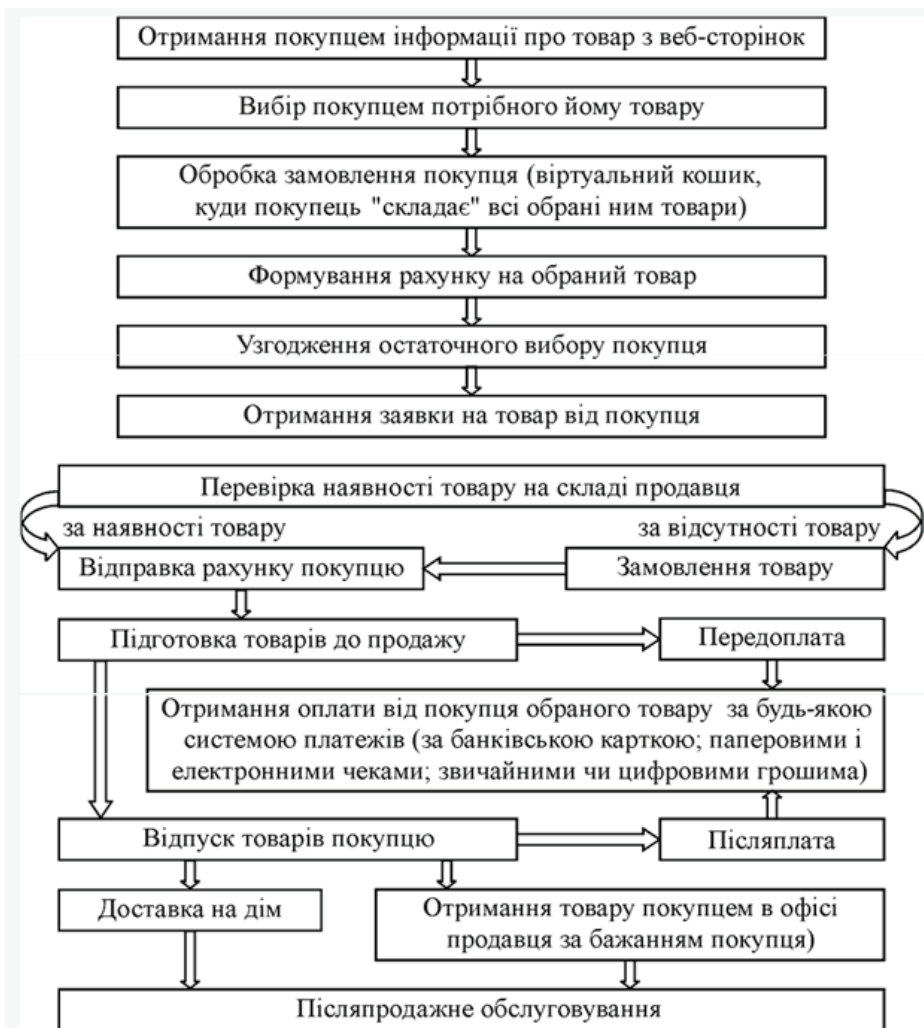 Отримання покупцем інформації про товар з веб-сторінок
Вибір покупцем потрібного йому товару
Обробка замовлення покупця (віртуальний кошик,
куди покупець "складає" всі обрані ним товари)
Формування рахунку на обраний товар
Узгодження остаточного вибору покупця
Отримання заявки на товар від покупця
Перевірка наявності товару на складі продавця
за наявності товару
за відсутності товару
Відправка рахунку покупцю
Замовлення товару
Підготовка товарів до продажу
Передоплата
Отримання оплати від покупця обраного товару за будь-якою
системою платежів (за банківською карткою; паперовими і
електронними чеками; звичайними чи цифровими грошима)
Відпуск товарів покупцю
Післяплата
Доставка на дім
Отримання товару покупцем в офісі
продавця за бажанням покупця)
Післяпродажне обслуговування